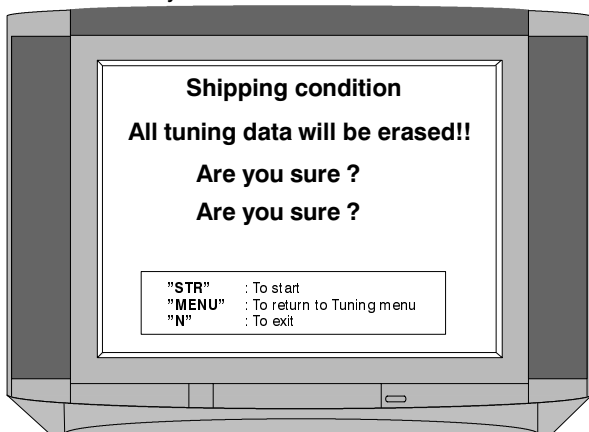 Shipping condition
All tuning data will be erased!!
Are you sure ?
Are you sure ?
”STR” : To start
”MENU” : To return to Tuning menu
”N” : To exit